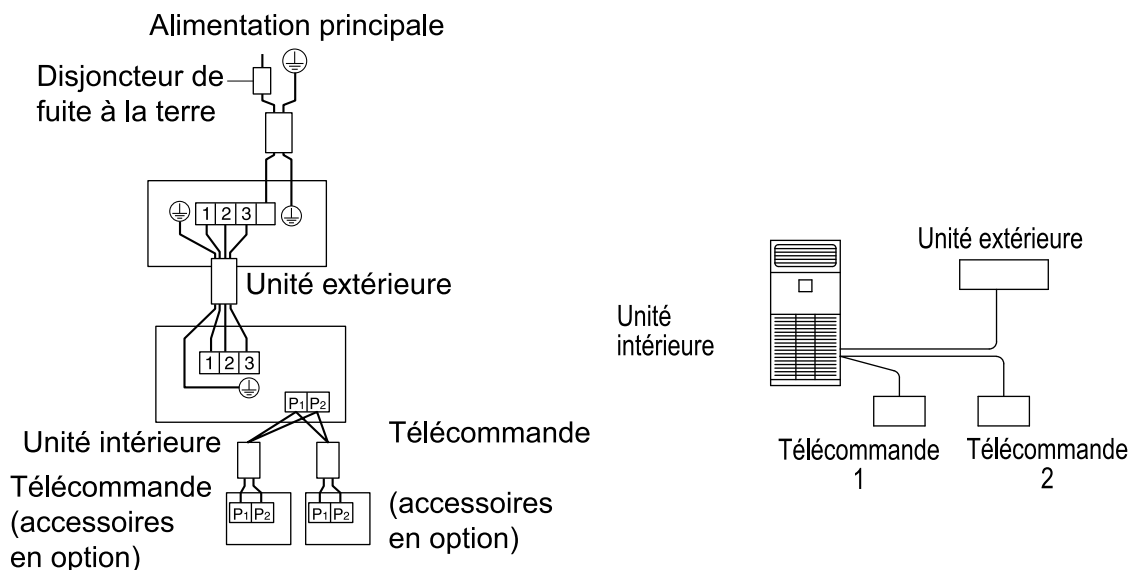 Alimentation principale
Disjoncteur de
fuite à la terre
1 2 3
Unité extérieure
1 2 3
P1 P2
Unité intérieure
Télécommande
(accessoires
en option)
P1 P2
Télécommande
(accessoires
en option)
P1 P2
Unité extérieure
Unité
intérieure
Télécommande
1
Télécommande
2